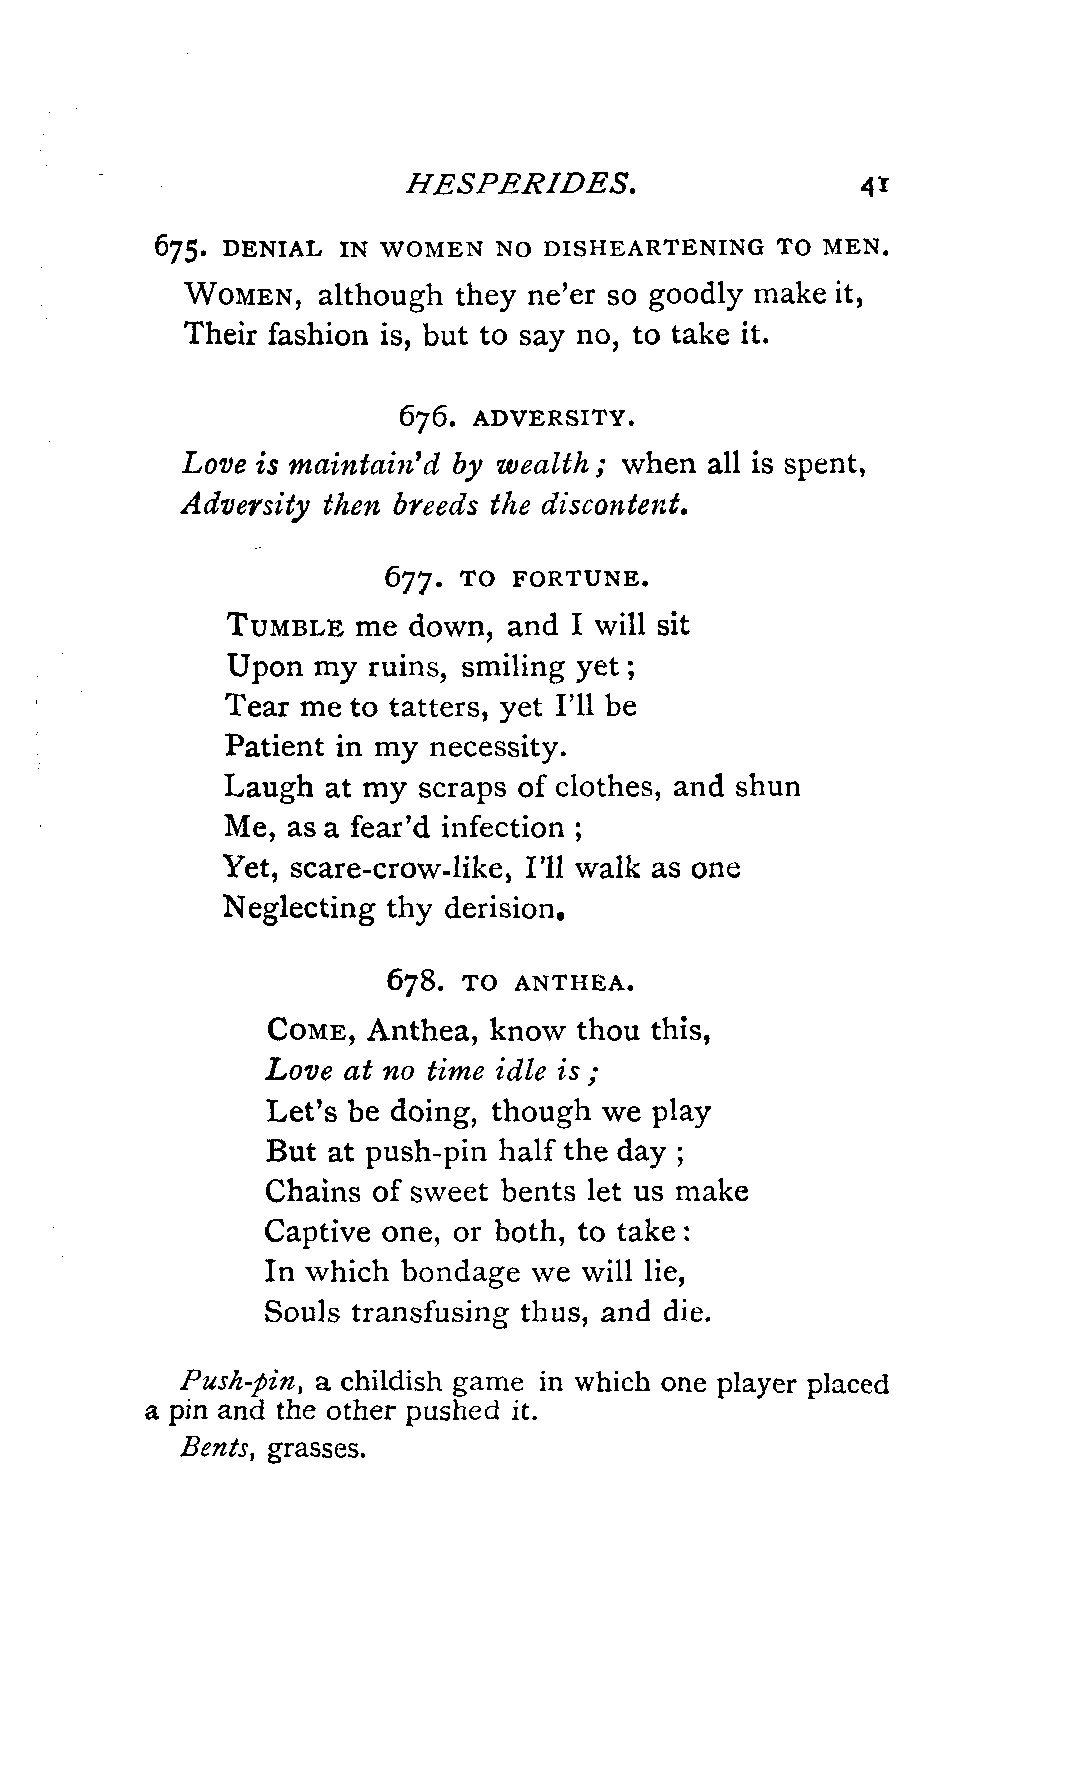 HESPERIDES. 41
675. DENIAL IN WOMEN NO DISHEARTENING TO MEN.
WOMEN, although they ne'er so goodly make it,
Their fashion is, but to say no, to take it.
676. ADVERSITY.
Love is maintain'd by wealth; when all is spent,
Adversity then breeds the discontent.
677. TO FORTUNE.
TUMBLE me down, and I will sit
Upon my ruins, smiling yet;
Tear me to tatters, yet I'll be
Patient in my necessity.
Laugh at my scraps of clothes, and shun
Me, as a fear'd infection;
Yet, scare-crow-like, I'll walk as one
Neglecting thy derision.
678. TO ANTHEA.
COME, Anthea, know thou this,
Love at no time idle is;
Let's be doing, though we play
But at push-pin half the day;
Chains of sweet bents let us make
Captive one, or both, to take:
In which bondage we will lie,
Souls transfusing thus, and die.
Push-pin, a childish game in which one player placed
a pin and the other pushed it.
Bents, grasses.